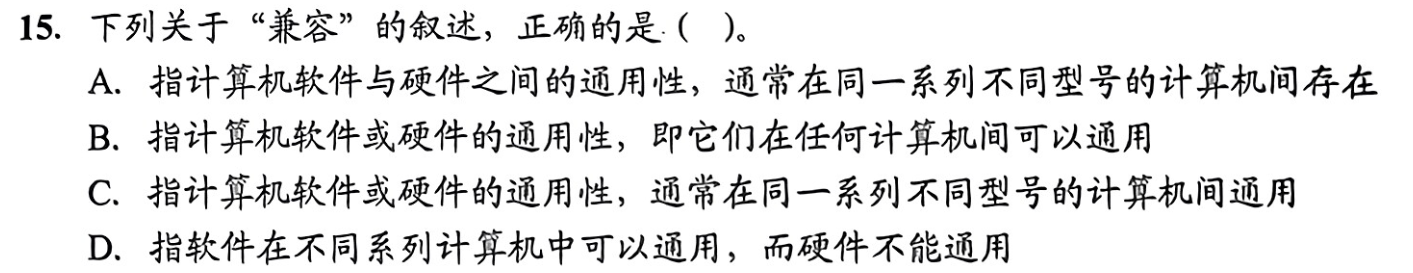 15. 下列关于“兼容”的叙述，正确的是（ ）。
A. 指计算机软件与硬件之间的通用性，通常在同一系列不同型号的计算机间存在
B. 指计算机软件或硬件的通用性，即它们在任何计算机间可以通用
C. 指计算机软件或硬件的通用性，通常在同一系列不同型号的计算机间通用
D. 指软件在不同系列计算机中可以通用，而硬件不能通用